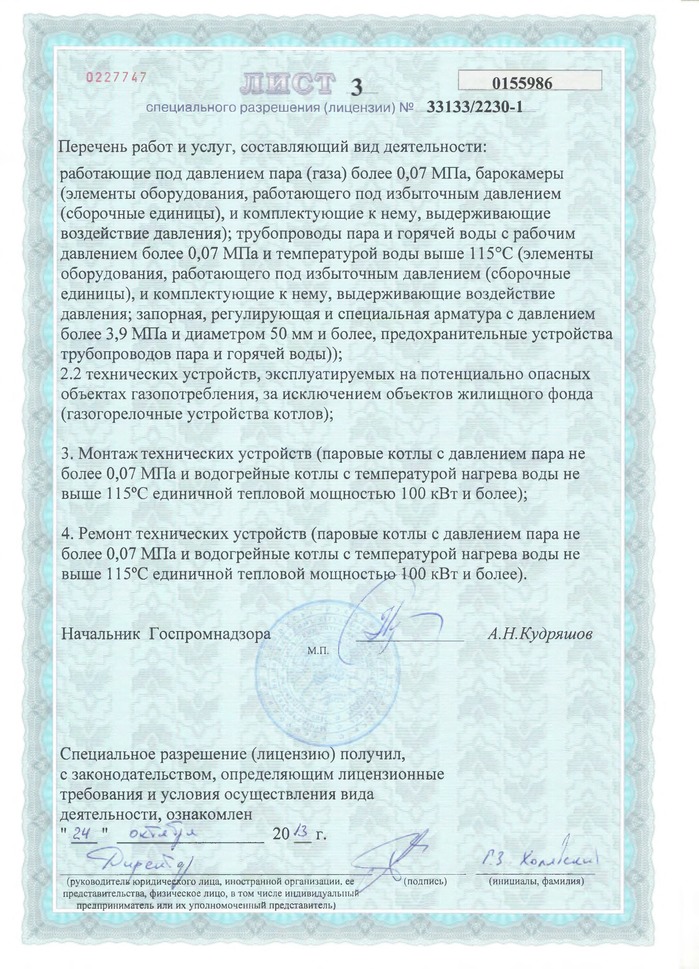 0227747
ЛИСТ 3
0155986
специального разрешения (лицензии) № 33133/2230-1
Перечень работ и услуг, составляющий вид деятельности:
работающие под давлением пара (газа) более 0,07 МПа, барокамеры
(элементы оборудования, работающего под избыточным давлением
(сборочные единицы), и комплектующие к нему, выдерживающие
воздействие давления); трубопроводы пара и горячей воды с рабочим
давлением более 0,07 МПа и температурой воды выше 115°С (элементы
оборудования, работающего под избыточным давлением (сборочные
единицы), и комплектующие к нему, выдерживающие воздействие
давления; запорная, регулирующая и специальная арматура с давлением
более 3,9 МПа и диаметром 50 мм и более, предохранительные устройства
трубопроводов пара и горячей воды));
2.2 технических устройств, эксплуатируемых на потенциально опасных
объектах газопотребления, за исключением объектов жилищного фонда
(газогорелочные устройства котлов);
3. Монтаж технических устройств (паровые котлы с давлением пара не
более 0,07 МПа и водогрейные котлы с температурой нагрева воды не
выше 115ºС единичной тепловой мощностью 100 кВт и более);
4. Ремонт технических устройств (паровые котлы с давлением пара не
более 0,07 МПа и водогрейные котлы с температурой нагрева воды не
выше 115ºС единичной тепловой мощностью 100 кВт и более).
Начальник Госпромнадзора А.Н.Кудряшов
М.П.
Специальное разрешение (лицензию) получил,
с законодательством, определяющим лицензионные
требования и условия осуществления вида
деятельности, ознакомлен
" 24 " октября 2013 г.
Директор Г.З
(руководитель юридического лица, иностранной организации, ее (подпись) (инициалы, фамилия)
представительства, физическое лицо, в том числе индивидуальный
предприниматель или их уполномоченный представитель)